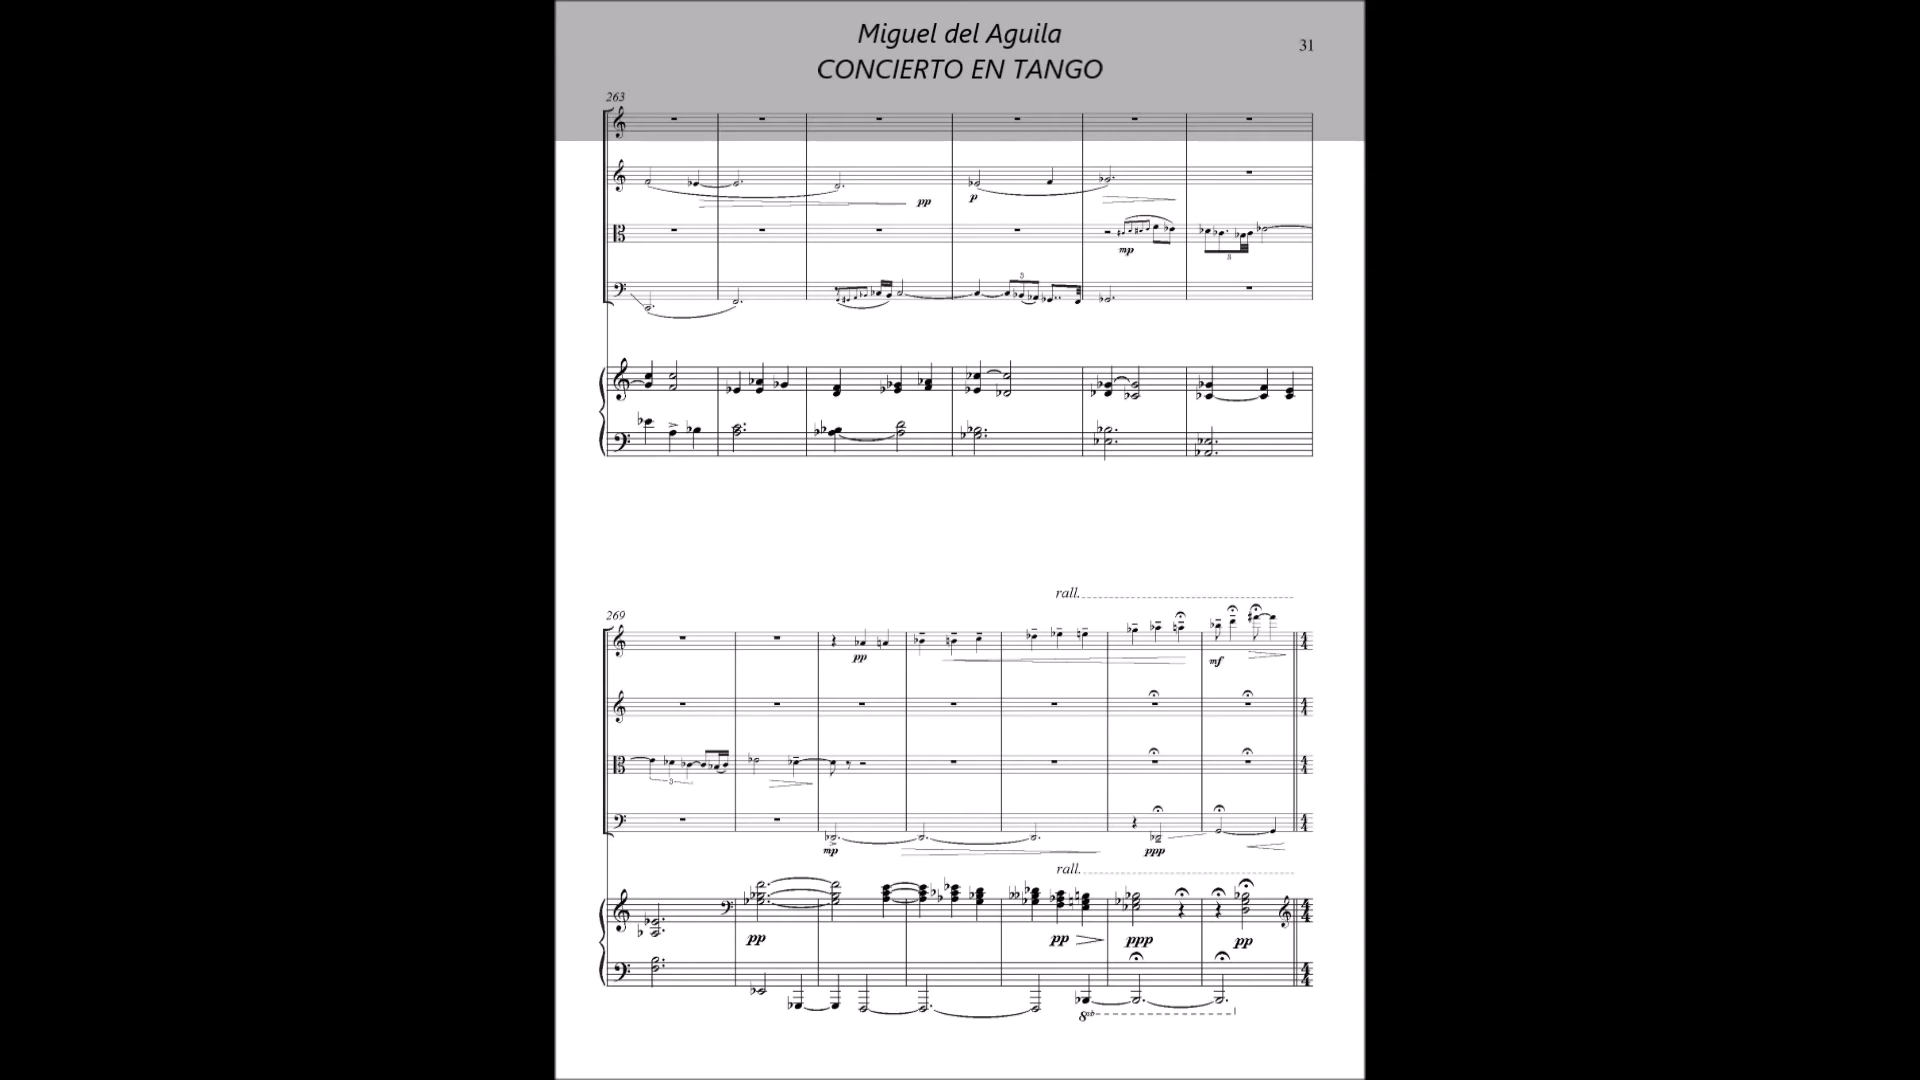 Miguel del Aguila
31
CONCIERTO EN TANGO
263
pp
p
mp
3
3
rall.
269
pp
mf
3
mp
ppp
rall.
pp
pp
ppp
pp
8vb